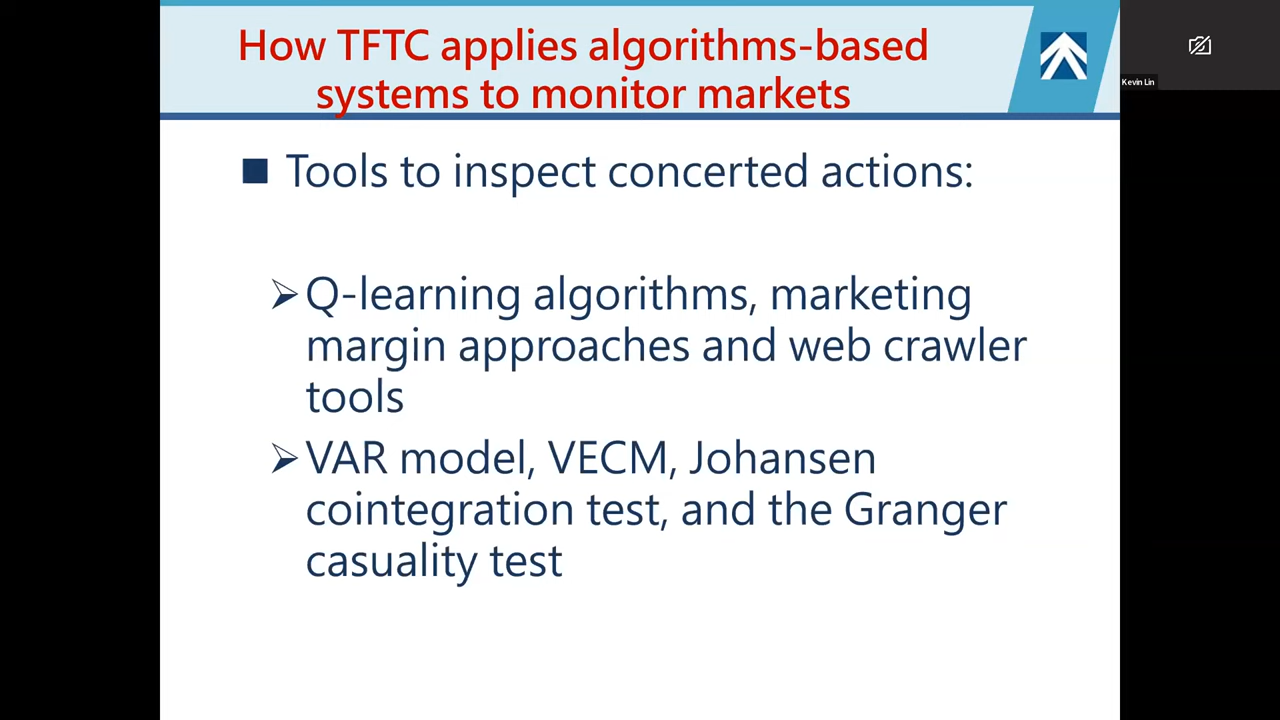 How TFTC applies algorithms-based
systems to monitor markets
Kevin Lin
■ Tools to inspect concerted actions:
➢Q-learning algorithms, marketing
margin approaches and web crawler
tools
➢VAR model, VECM, Johansen
cointegration test, and the Granger
casuality test